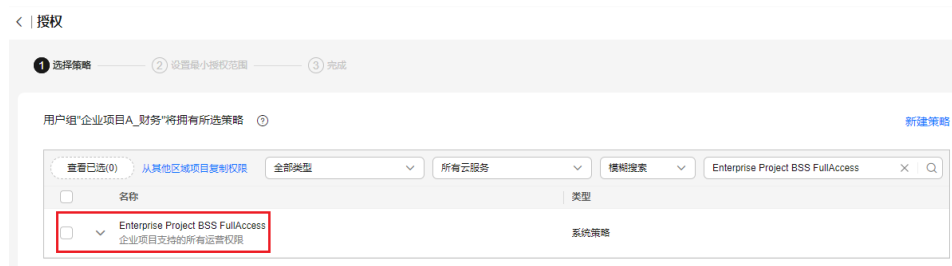 授权
1 选择策略 2 设置最小授权范围 3 完成
用户组"企业项目A_财务"将拥有所选策略 ?
新建策略
查看已选(0) 从其他区域项目复制权限 全部类型 所有云服务 模糊搜索 Enterprise Project BSS FullAccess
名称 类型
Enterprise Project BSS FullAccess 系统策略
企业项目支持的所有运营权限